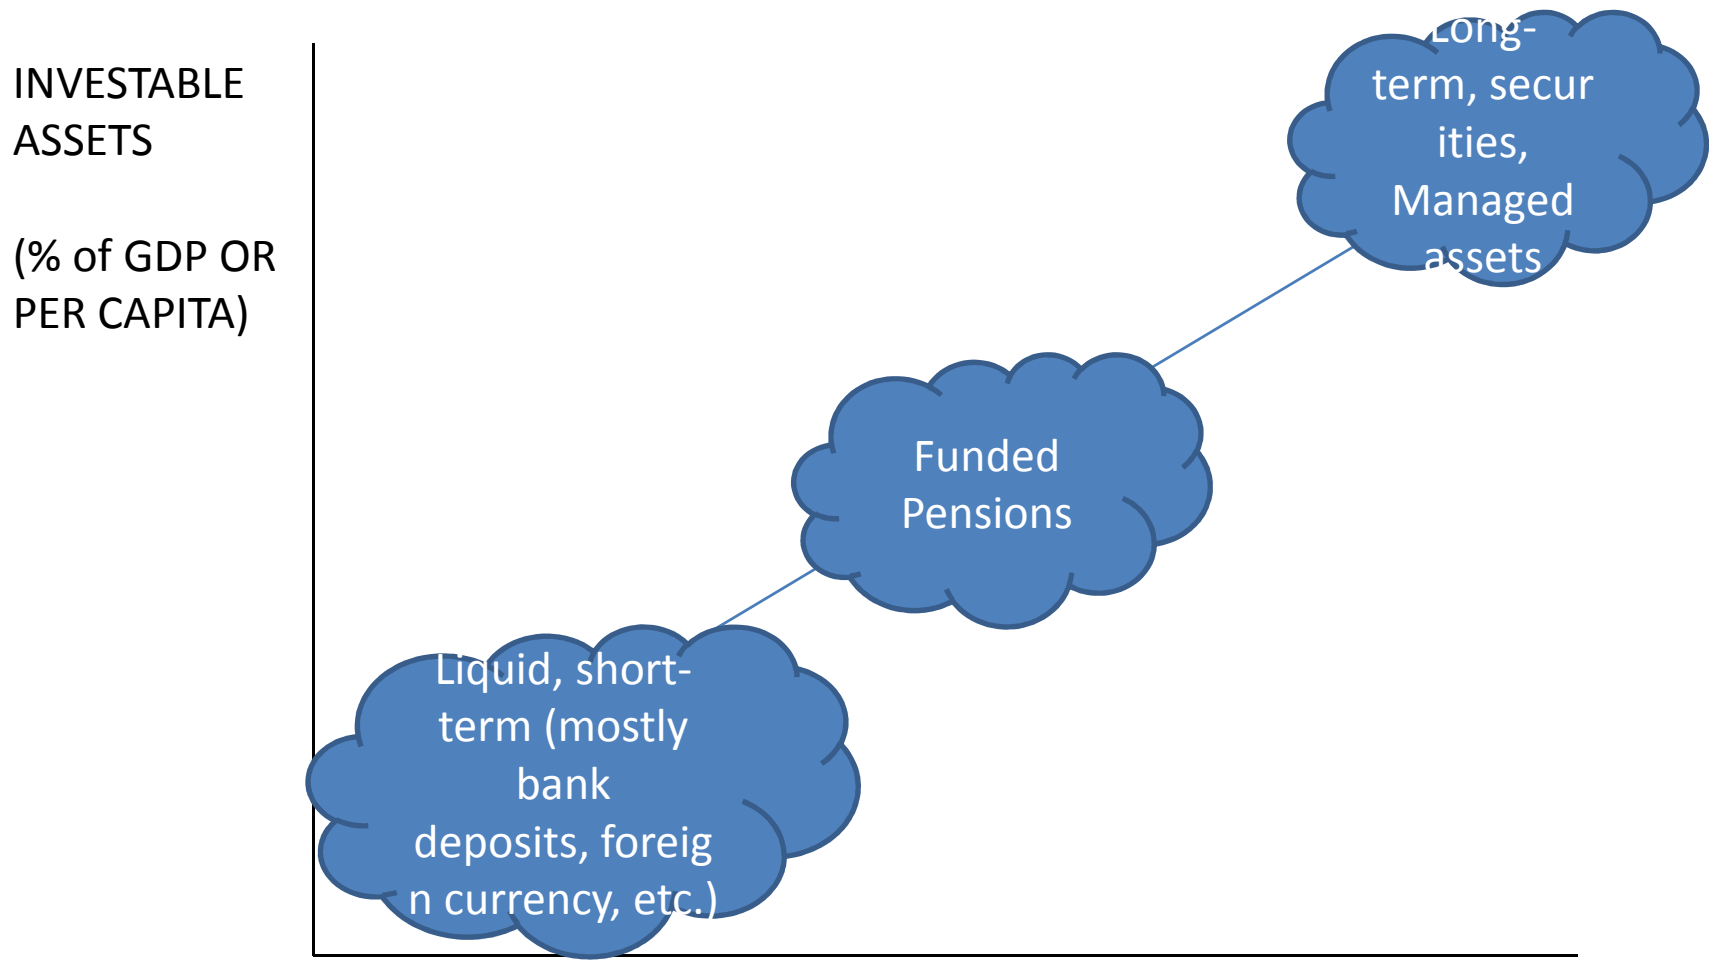 INVESTABLE
ASSETS
(% of GDP OR
PER CAPITA)
Long-
term, secur
ities,
Managed
assets
Funded
Pensions
Liquid, short-
term (mostly
bank
deposits, foreig
n currency, etc.)